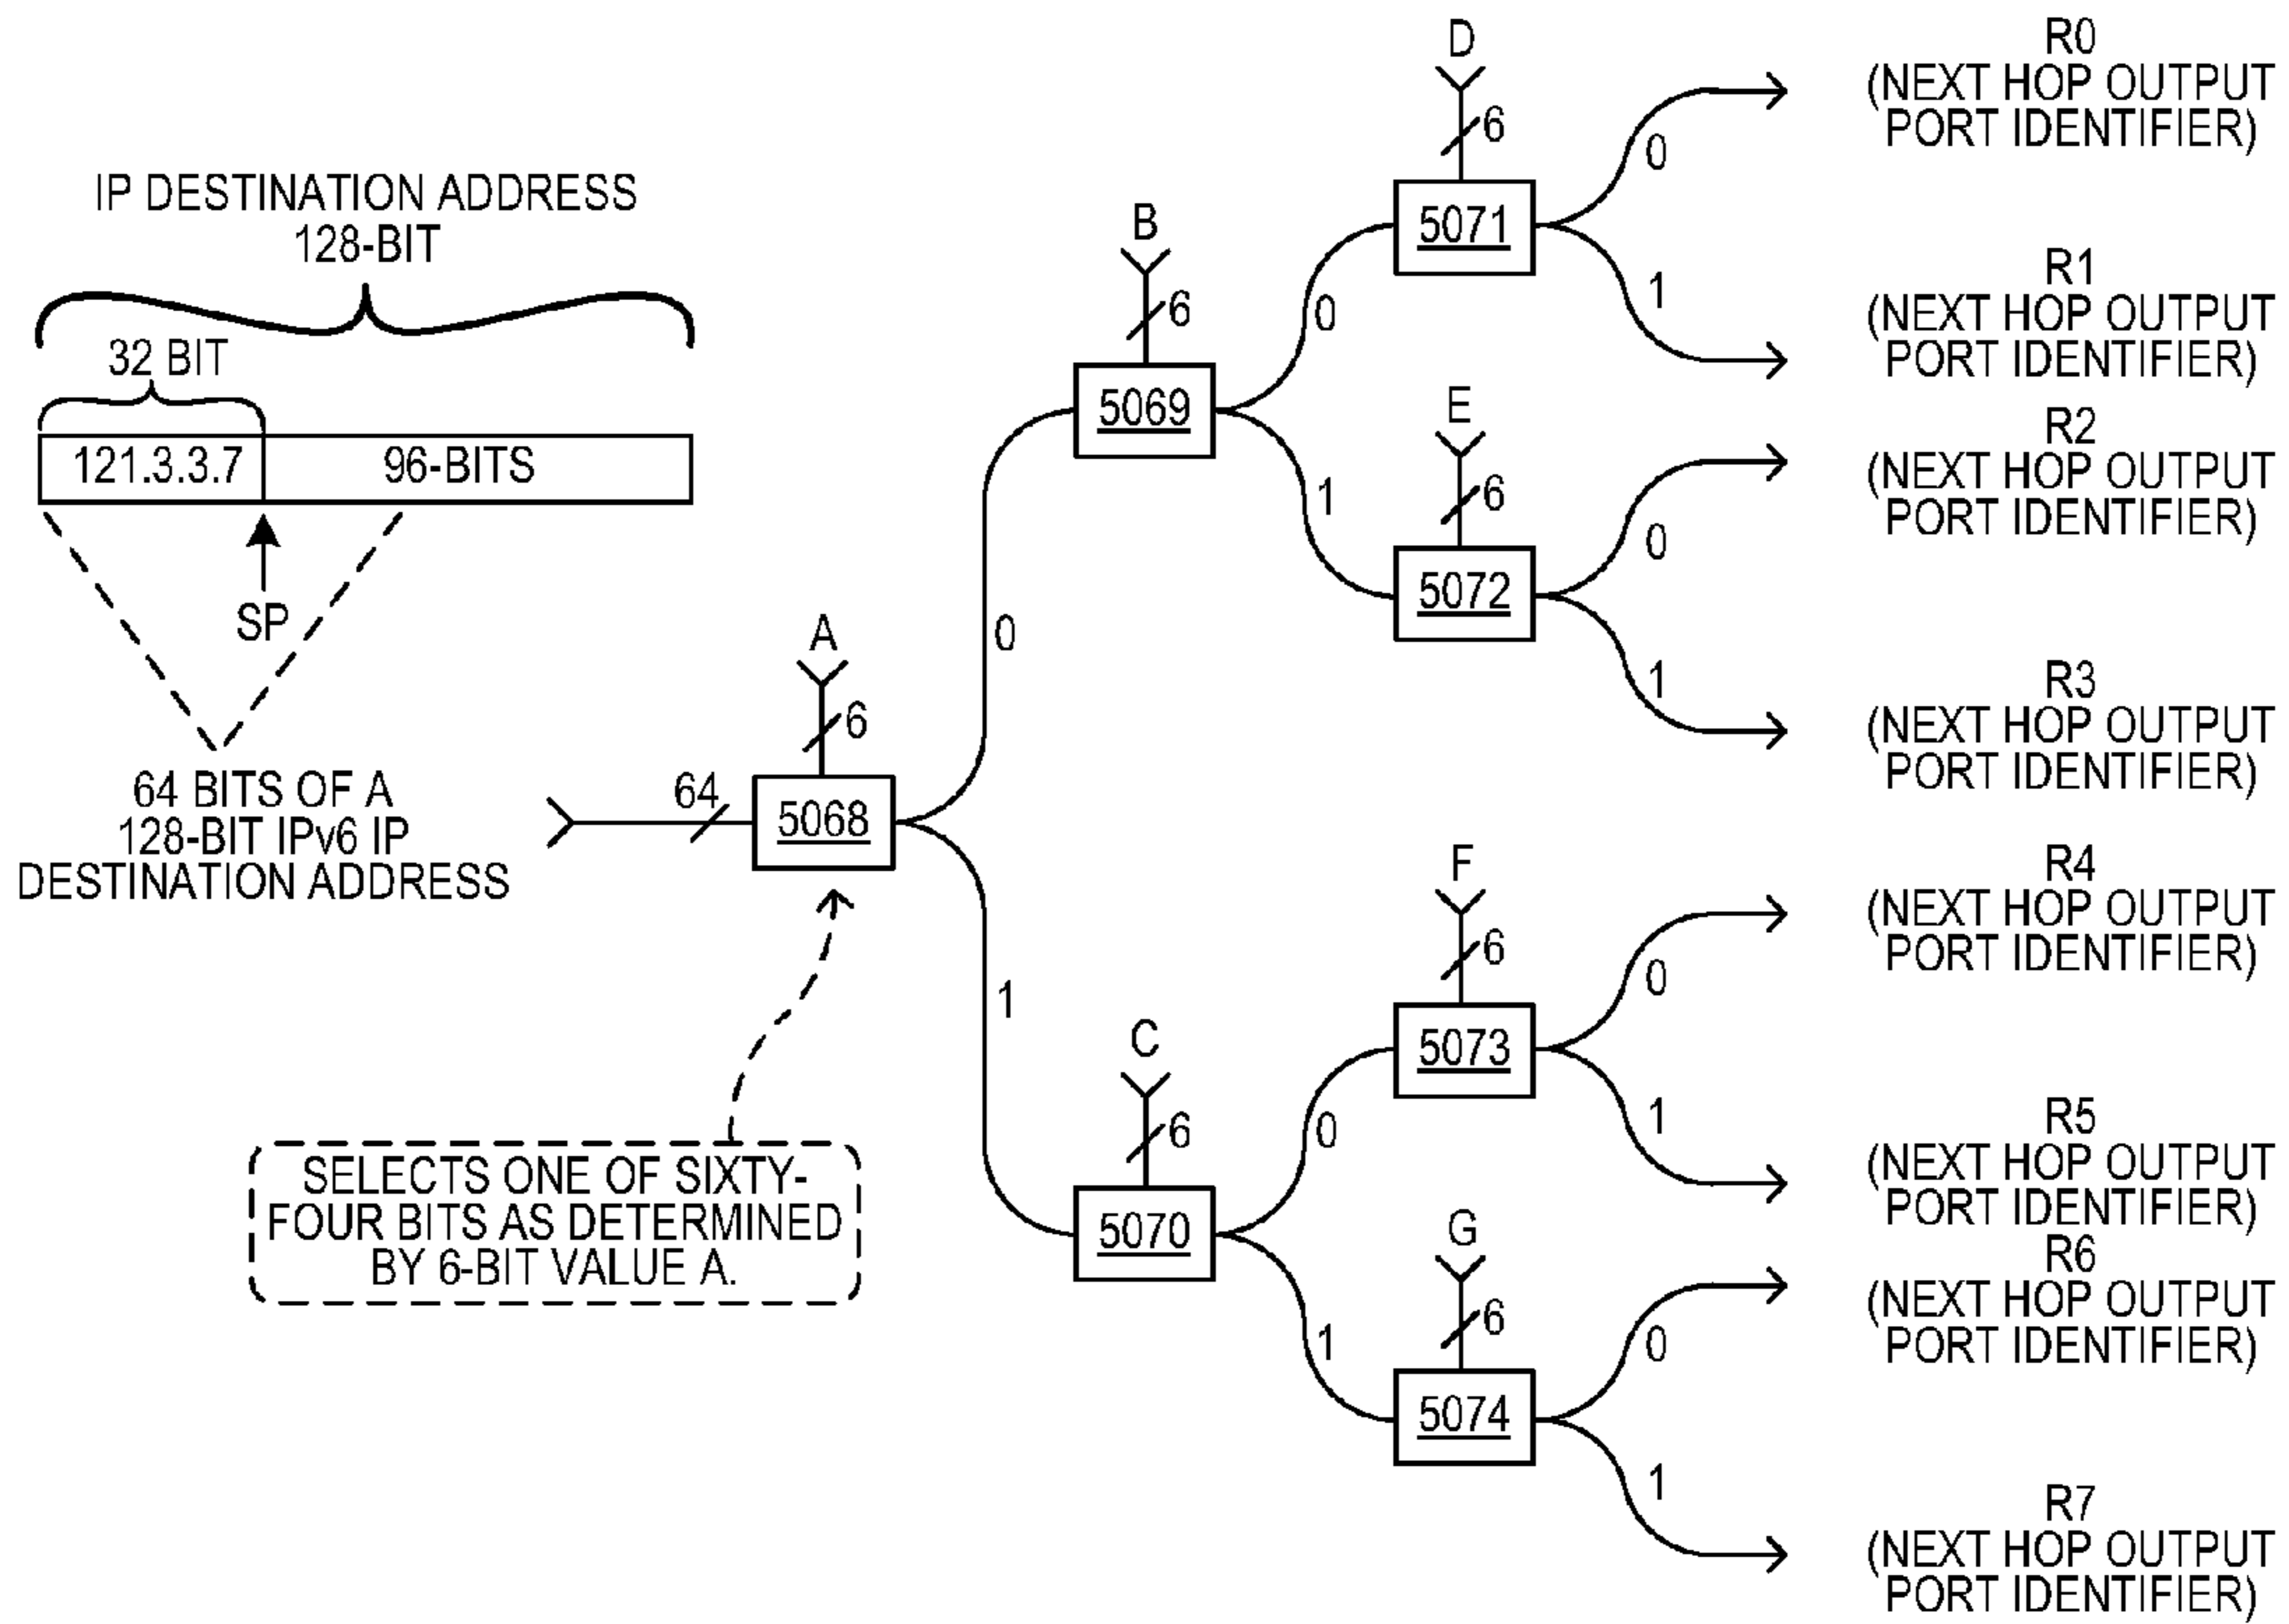 IP DESTINATION ADDRESS
128-BIT
32 BIT
121.3.3.7
96-BITS
SP
64 BITS OF A
128-BIT IPv6 IP
DESTINATION ADDRESS
64
A
6
5068
0
1
SELECTS ONE OF SIXTY-
FOUR BITS AS DETERMINED
BY 6-BIT VALUE A.
B
6
5069
0
1
C
6
5070
0
1
D
6
5071
0
1
E
6
5072
0
1
F
6
5073
0
1
G
6
5074
0
1
R0
(NEXT HOP OUTPUT
PORT IDENTIFIER)
R1
(NEXT HOP OUTPUT
PORT IDENTIFIER)
R2
(NEXT HOP OUTPUT
PORT IDENTIFIER)
R3
(NEXT HOP OUTPUT
PORT IDENTIFIER)
R4
(NEXT HOP OUTPUT
PORT IDENTIFIER)
R5
(NEXT HOP OUTPUT
PORT IDENTIFIER)
R6
(NEXT HOP OUTPUT
PORT IDENTIFIER)
R7
(NEXT HOP OUTPUT
PORT IDENTIFIER)